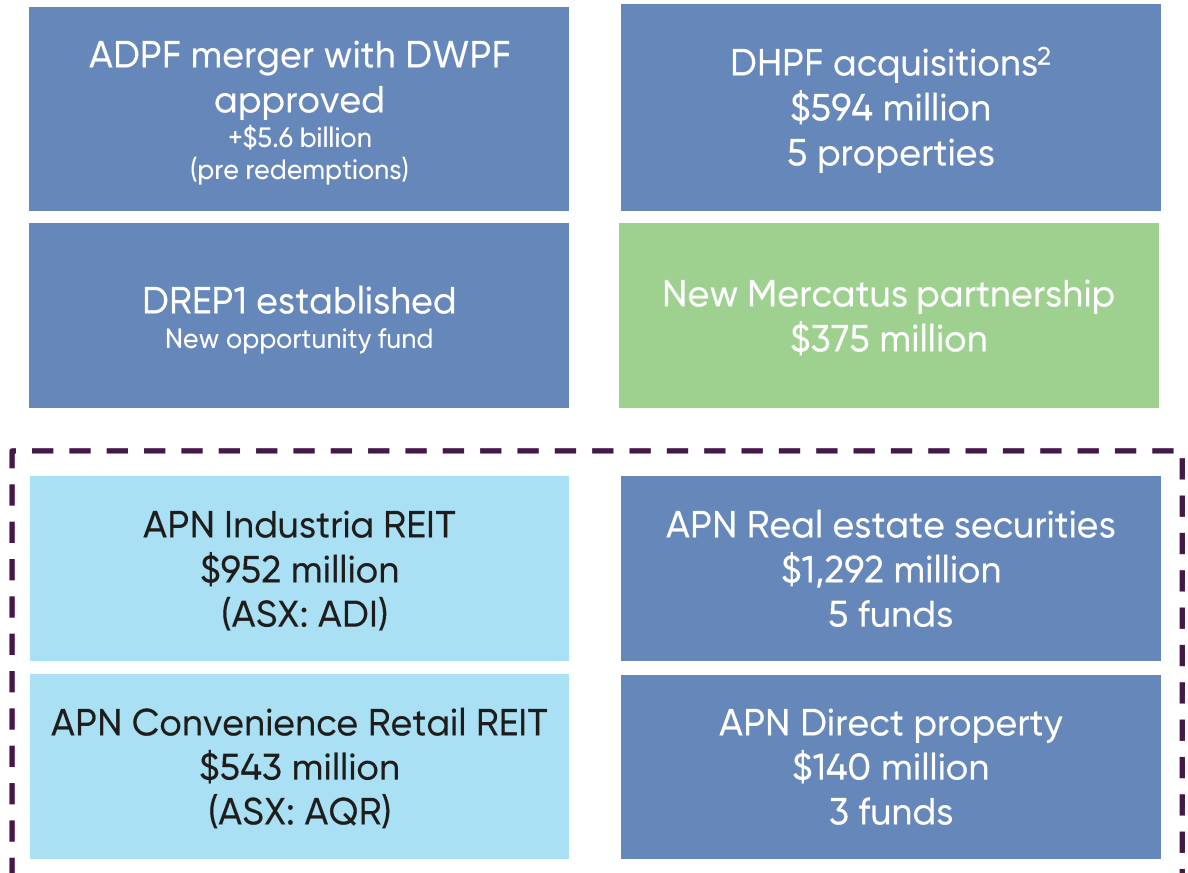 ADPF merger with DWPF
approved
+$5.6 billion
(pre redemptions)
DHPF acquisitions²
$594 million
5 properties
DREP1 established
New opportunity fund
New Mercatus partnership
$375 million
APN Industria REIT
$952 million
(ASX: ADI)
APN Real estate securities
$1,292 million
5 funds
APN Convenience Retail REIT
$543 million
(ASX: AQR)
APN Direct property
$140 million
3 funds